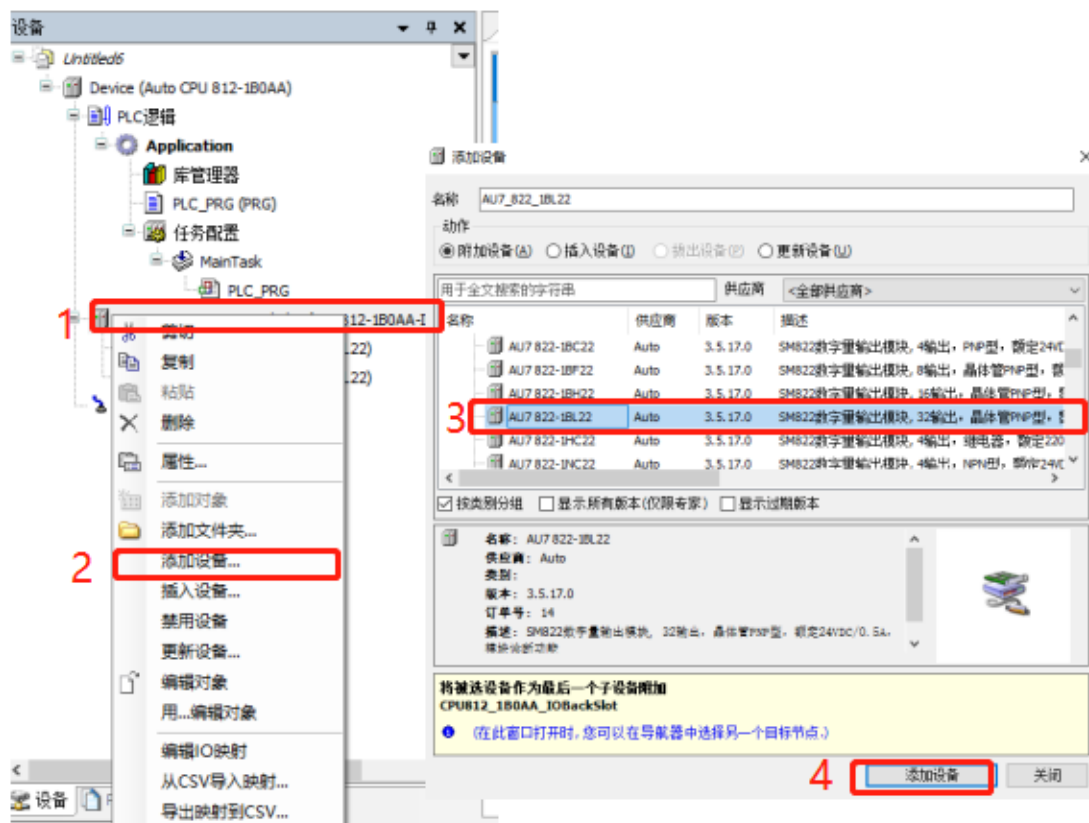 设备
Untitled6
Device (Auto CPU 812-1B0AA)
PLC逻辑
Application
库管理器
PLC_PRG (PRG)
任务配置
MainTask
PLC_PRG
1
812-1B0AA-I
剪切
L22)
复制
.22)
粘贴
删除
属性...
添加对象
添加文件夹...
2
添加设备...
插入设备...
禁用设备
更新设备...
编辑对象
用...编辑对象
编辑IO映射
从CSV导入映射...
导出映射到CSV...
设备
添加设备
名称 AU7_822_1BL22
动作
附加设备(A) 插入设备(I) 拔出设备(P) 更新设备(U)
用于全文搜索的字符串 供应商 <全部供应商>
名称 供应商 版本 描述
AU7 822-1BC22 Auto 3.5.17.0 SM822数字量输出模块, 4输出，PNP型，额定24VDC
AU7 822-1BF22 Auto 3.5.17.0 SM822数字量输出模块, 8输出，晶体管PNP型，额
AU7 822-1BH22 Auto 3.5.17.0 SM822数字量输出模块, 16输出，晶体管PNP型，
3
AU7 822-1BL22 Auto 3.5.17.0 SM822数字量输出模块, 32输出，晶体管PNP型，
AU7 822-1HC22 Auto 3.5.17.0 SM822数字量输出模块, 4输出，继电器，额定220
AU7 822-1NC22 Auto 3.5.17.0 SM822数字量输出模块, 4输出，NPN型，额定24VDC
按类别分组 显示所有版本(仅限专家) 显示过期版本
名称: AU7 822-1BL22
供应商: Auto
类别:
版本: 3.5.17.0
订单号: 14
描述: SM822数字量输出模块, 32输出，晶体管PNP型，额定24VDC/0.5A，
模块诊断功能
将被选设备作为最后一个子设备附加
CPU812_1B0AA_IOBackSlot
(在此窗口打开时,您可以在导航器中选择另一个目标节点.)
4
添加设备 关闭